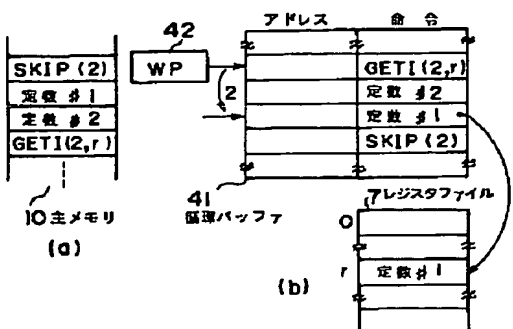 SKIP (2)
定数 #1
定数 #2
GETI(2,r)
10 主メモリ
(a)
42
WP
2
アドレス
命令
GETI(2,r)
定数 #2
定数 #1
SKIP (2)
41
循環バッファ
7 レジスタファイル
0
r
定数 #1
(b)